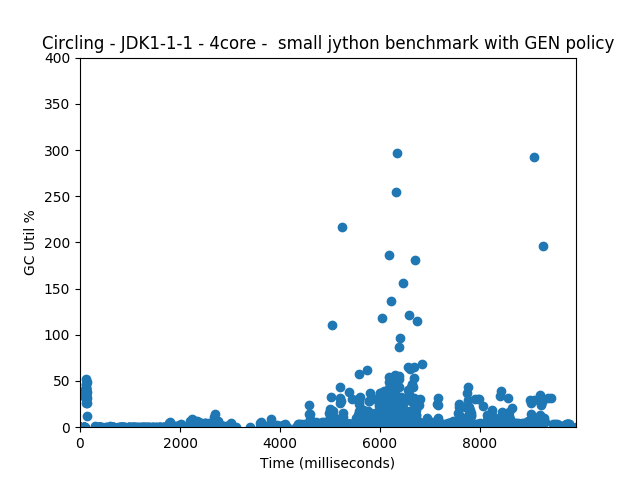 Circling - JDK1-1-1 - 4core -  small jython benchmark with GEN policy
400
350
300
250
200
150
100
50
0
GC Util %
0 2000 4000 6000 8000
Time (milliseconds)